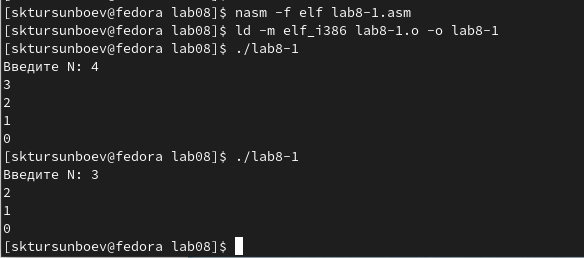 [sktursunboev@fedora lab08]$ nasm -f elf lab8-1.asm
[sktursunboev@fedora lab08]$ ld -m elf_i386 lab8-1.o -o lab8-1
[sktursunboev@fedora lab08]$ ./lab8-1
Введите N: 4
3
2
1
0
[sktursunboev@fedora lab08]$ ./lab8-1
Введите N: 3
2
1
0
[sktursunboev@fedora lab08]$